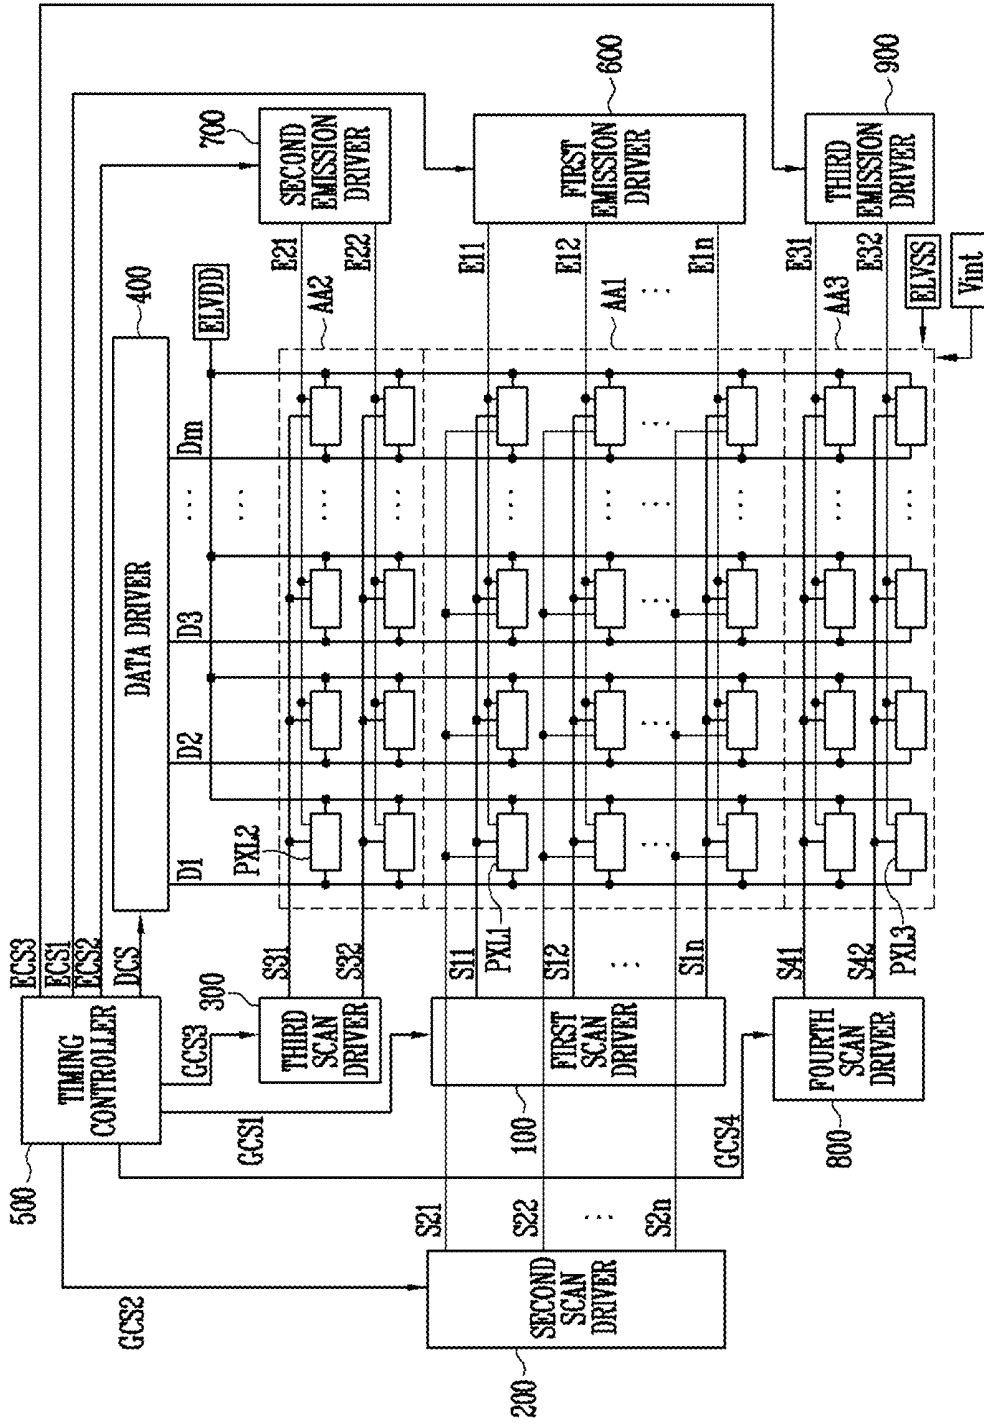 ECS3
ECS1
ECS2
DCS
500
TIMING
CONTROLLER
GCS2
GCS3
GCS1
GCS4
DATA DRIVER
400
D1
D2
D3
Dm
ELVDD
300
THIRD
SCAN
DRIVER
S31
S32
PXL2
AA2
E21
E22
SECOND
EMISSION
DRIVER
700
200
SECOND
SCAN
DRIVER
S21
S22
S2n
100
FIRST
SCAN
DRIVER
S11
S12
S1n
PXL1
AA1
E11
E12
E1n
FIRST
EMISSION
DRIVER
600
800
FOURTH
SCAN
DRIVER
S41
S42
PXL3
AA3
E31
E32
THIRD
EMISSION
DRIVER
900
ELVSS
Vint